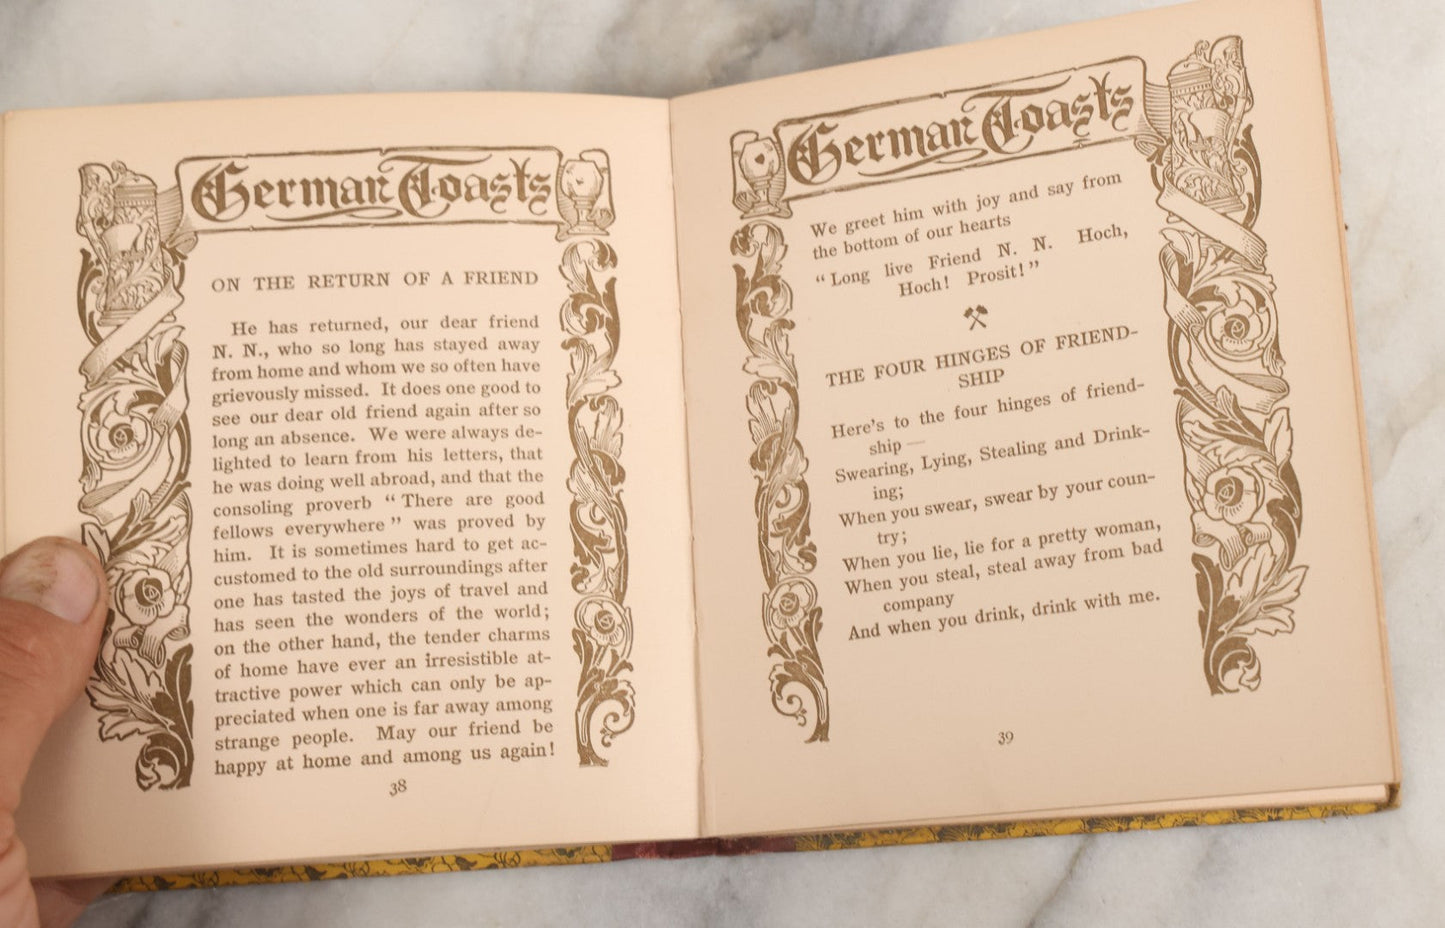 German Toasts
ON THE RETURN OF A FRIEND
He has returned, our dear friend
N. N., who so long has stayed away
from home and whom we so often have
grievously missed. It does one good to
see our dear old friend again after so
long an absence. We were always de-
lighted to learn from his letters, that
he was doing well abroad, and that the
consoling proverb “There are good
fellows everywhere” was proved by
him. It is sometimes hard to get ac-
customed to the old surroundings after
one has tasted the joys of travel and
has seen the wonders of the world;
on the other hand, the tender charms
of home have ever an irresistible at-
tractive power which can only be ap-
preciated when one is far away among
strange people. May our friend be
happy at home and among us again!
38
German Toasts
We greet him with joy and say from
the bottom of our hearts
“Long live Friend N. N. Hoch,
Hoch! Prosit!”
THE FOUR HINGES OF FRIEND-
SHIP
Here's to the four hinges of friend-
ship —
Swearing, Lying, Stealing and Drink-
ing;
When you swear, swear by your coun-
try;
When you lie, lie for a pretty woman,
When you steal, steal away from bad
company
And when you drink, drink with me.
39